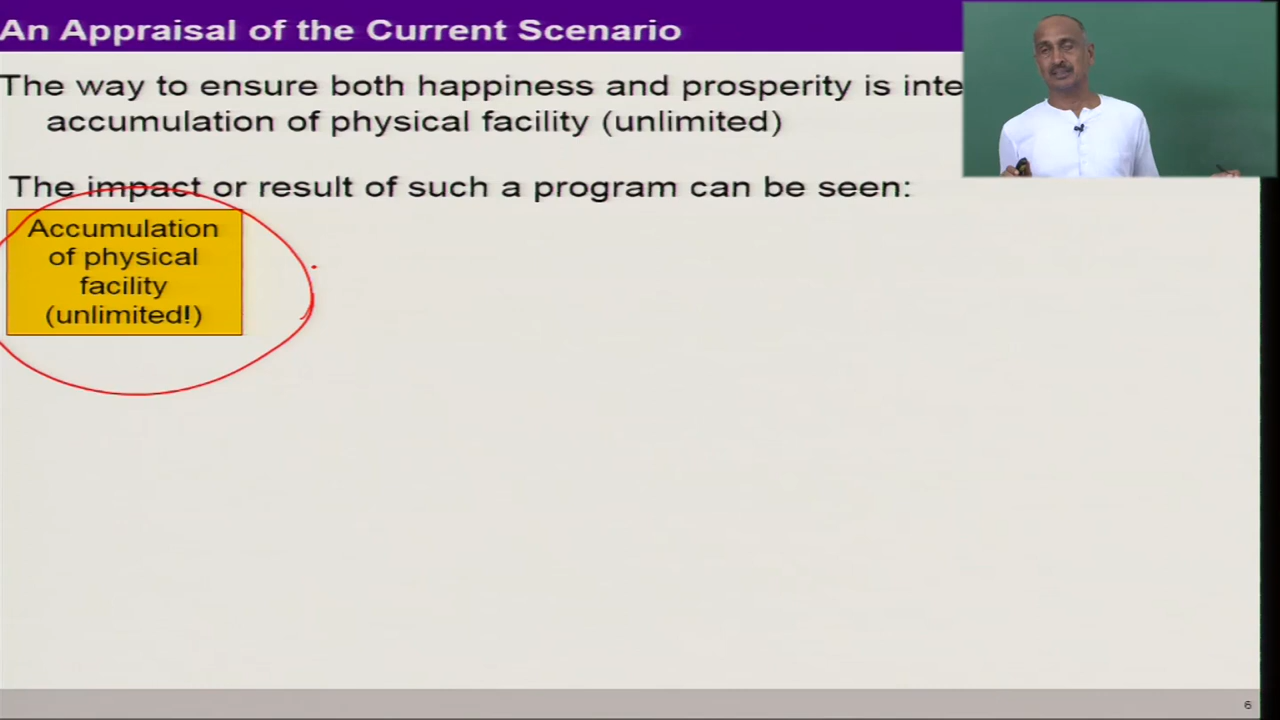 An Appraisal of the Current Scenario
The way to ensure both happiness and prosperity is
accumulation of physical facility (unlimited)
The impact or result of such a program can be seen:
Accumulation
of physical
facility
(unlimited!)
6